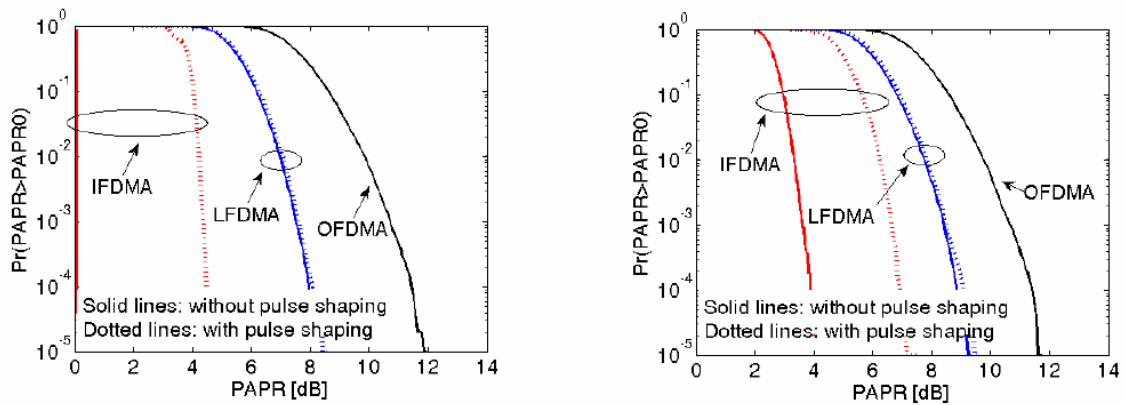 10^0
10^-1
10^-2
10^-3
10^-4
10^-5
Pr(PAPR>PAPR0)
IFDMA
LFDMA
OFDMA
Solid lines: without pulse shaping
Dotted lines: with pulse shaping
0 2 4 6 8 10 12 14
PAPR [dB]
10^0
10^-1
10^-2
10^-3
10^-4
10^-5
Pr(PAPR>PAPR0)
IFDMA
LFDMA
OFDMA
Solid lines: without pulse shaping
Dotted lines: with pulse shaping
0 2 4 6 8 10 12 14
PAPR [dB]